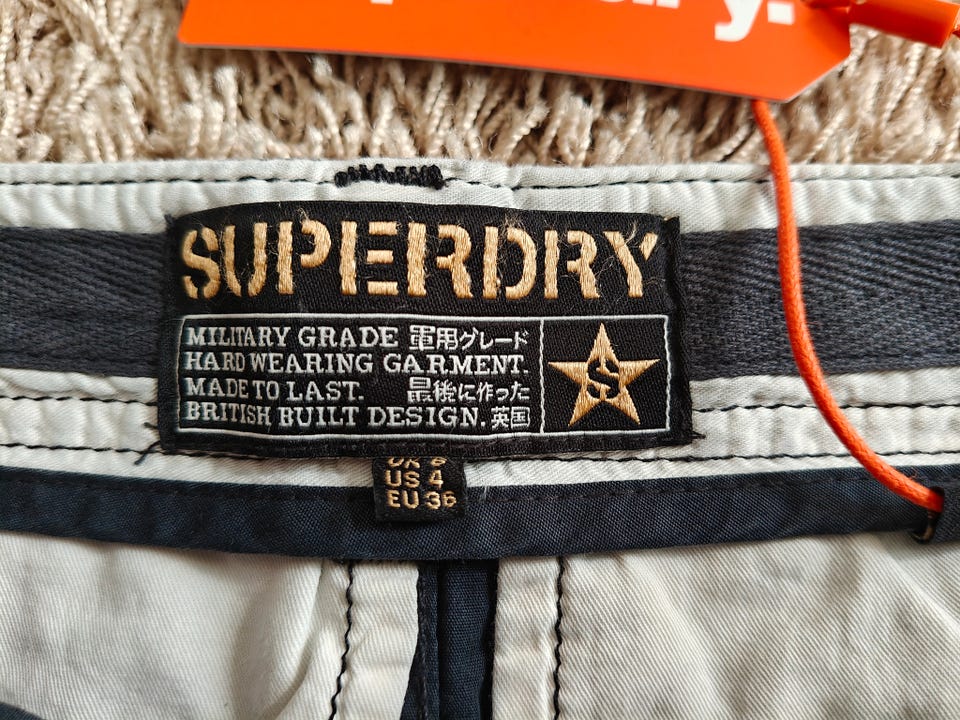 SUPERDRY
MILITARY GRADE 軍用グレード
HARD WEARING GARMENT.
MADE TO LAST. 最後に作った
BRITISH BUILT DESIGN. 英国
S
US 4
EU 36